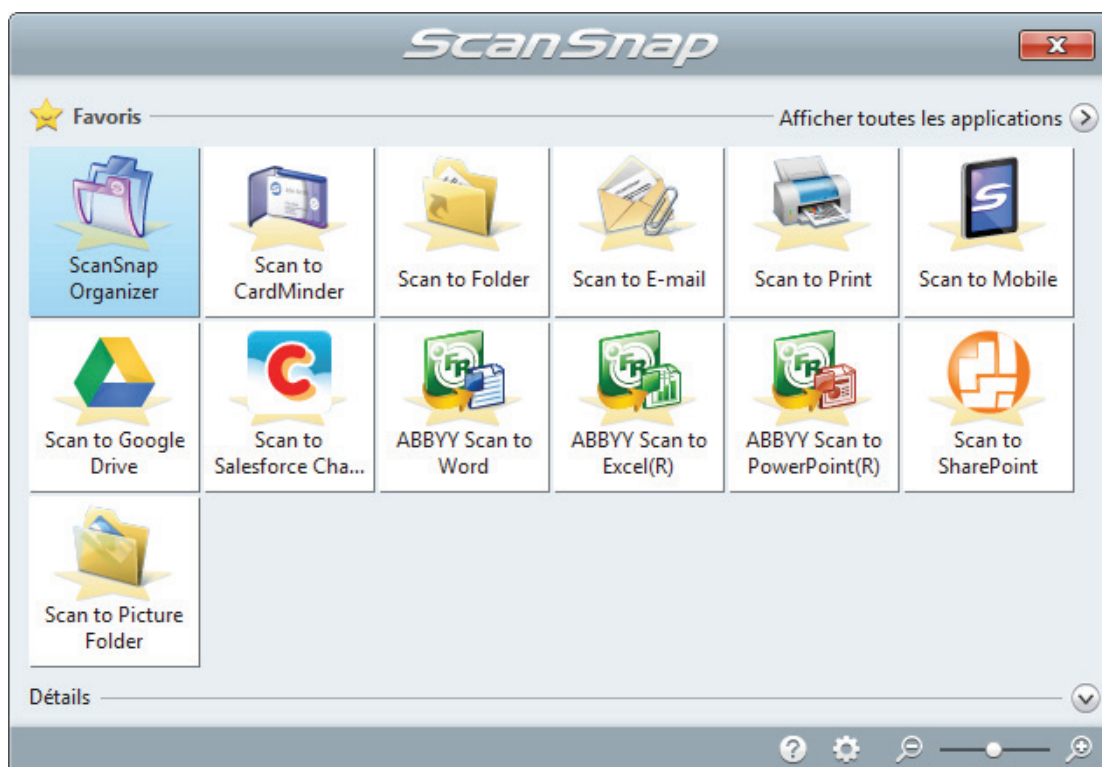 ScanSnap
Favoris
Afficher toutes les applications
ScanSnap
Organizer
Scan to
CardMinder
Scan to Folder
Scan to E-mail
Scan to Print
Scan to Mobile
Scan to Google
Drive
Scan to
Salesforce Cha...
ABBYY Scan to
Word
ABBYY Scan to
Excel(R)
ABBYY Scan to
PowerPoint(R)
Scan to
SharePoint
Scan to Picture
Folder
Détails